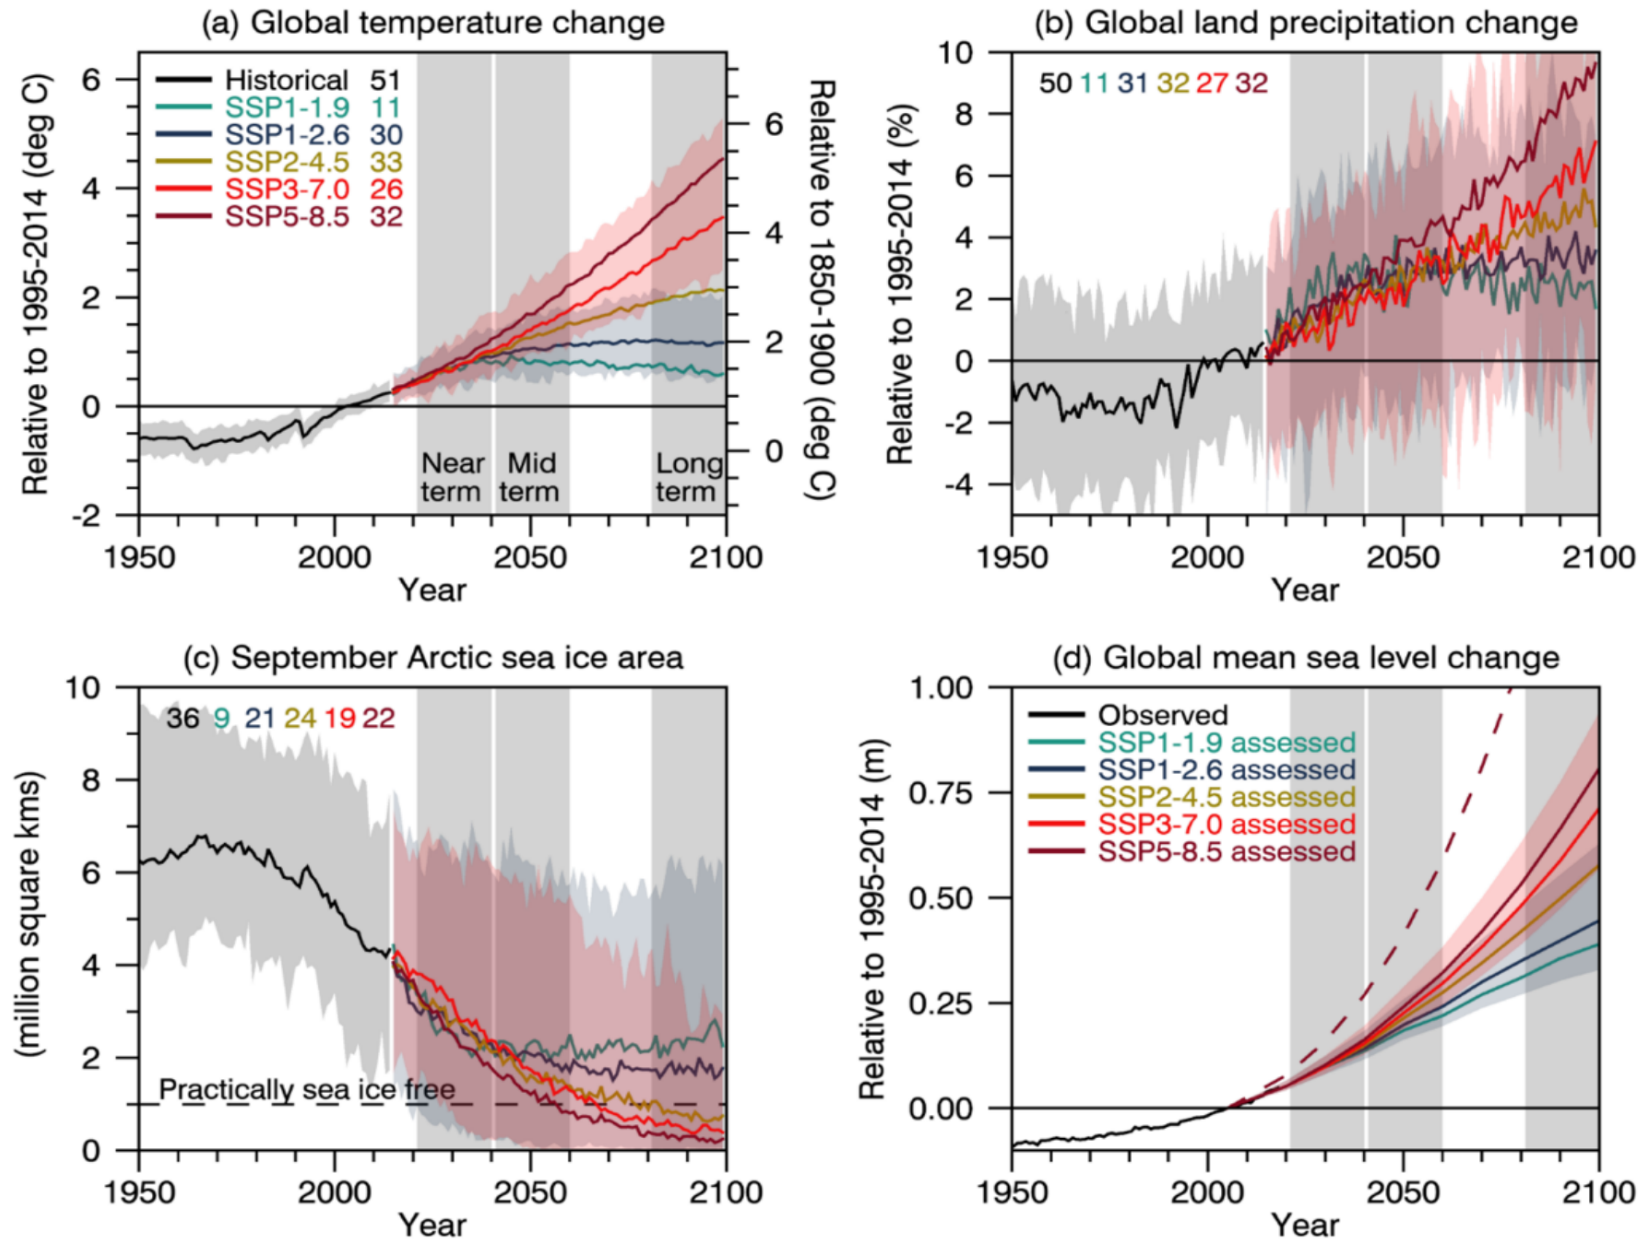 (a) Global temperature change
Relative to 1995-2014 (deg C)
6
4
2
0
-2
Historical 51
SSP1-1.9 11
SSP1-2.6 30
SSP2-4.5 33
SSP3-7.0 26
SSP5-8.5 32
Near term
Mid term
Long term
6
4
2
0
Relative to 1850-1900 (deg C)
1950 2000 2050 2100
Year
(b) Global land precipitation change
Relative to 1995-2014 (%)
10
8
6
4
2
0
-2
-4
50 11 31 32 27 32
1950 2000 2050 2100
Year
(c) September Arctic sea ice area
(million square kms)
10
8
6
4
2
0
36 9 21 24 19 22
Practically sea ice free
1950 2000 2050 2100
Year
(d) Global mean sea level change
Relative to 1995-2014 (m)
1.00
0.75
0.50
0.25
0.00
Observed
SSP1-1.9 assessed
SSP1-2.6 assessed
SSP2-4.5 assessed
SSP3-7.0 assessed
SSP5-8.5 assessed
1950 2000 2050 2100
Year